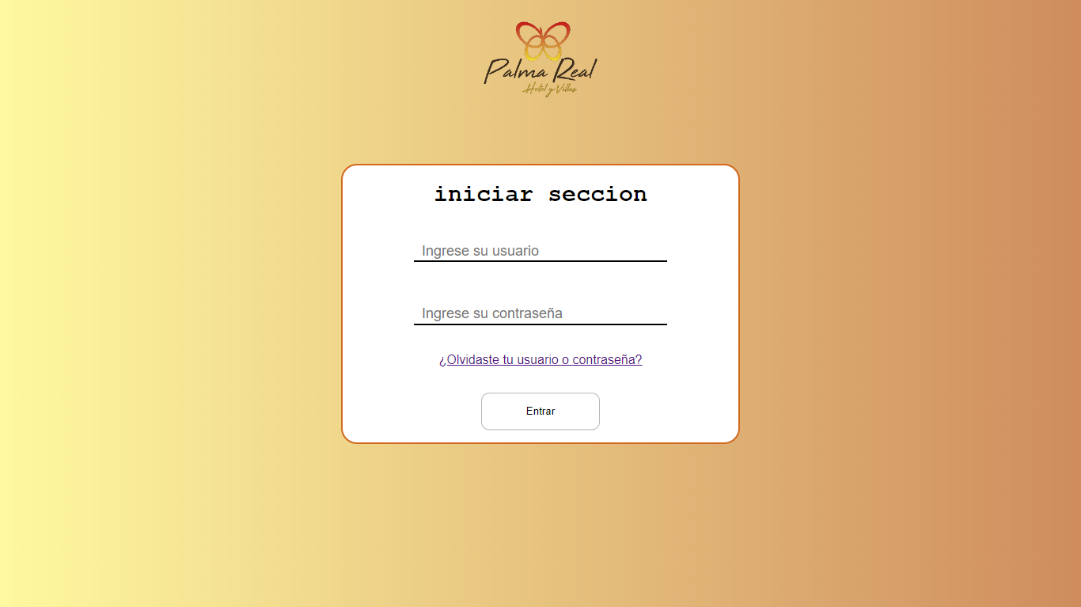 Palma Real
Hotel y Villas
iniciar seccion
Ingrese su usuario
Ingrese su contraseña
¿Olvidaste tu usuario o contraseña?
Entrar